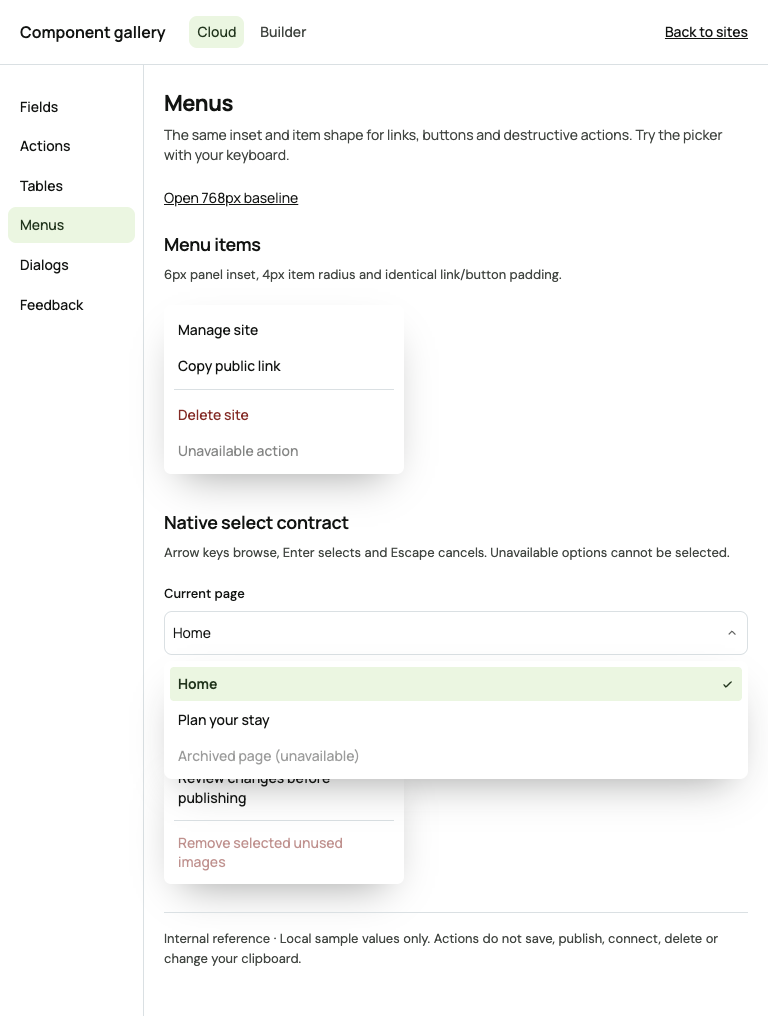 Component gallery
Cloud
Builder
Back to sites
Fields
Actions
Tables
Menus
Dialogs
Feedback
Menus
The same inset and item shape for links, buttons and destructive actions. Try the picker
with your keyboard.
Open 768px baseline
Menu items
6px panel inset, 4px item radius and identical link/button padding.
Manage site
Copy public link
Delete site
Unavailable action
Native select contract
Arrow keys browse, Enter selects and Escape cancels. Unavailable options cannot be selected.
Current page
Home
Home
Plan your stay
Archived page (unavailable)
Review changes before
publishing
Remove selected unused
images
Internal reference · Local sample values only. Actions do not save, publish, connect, delete or
change your clipboard.